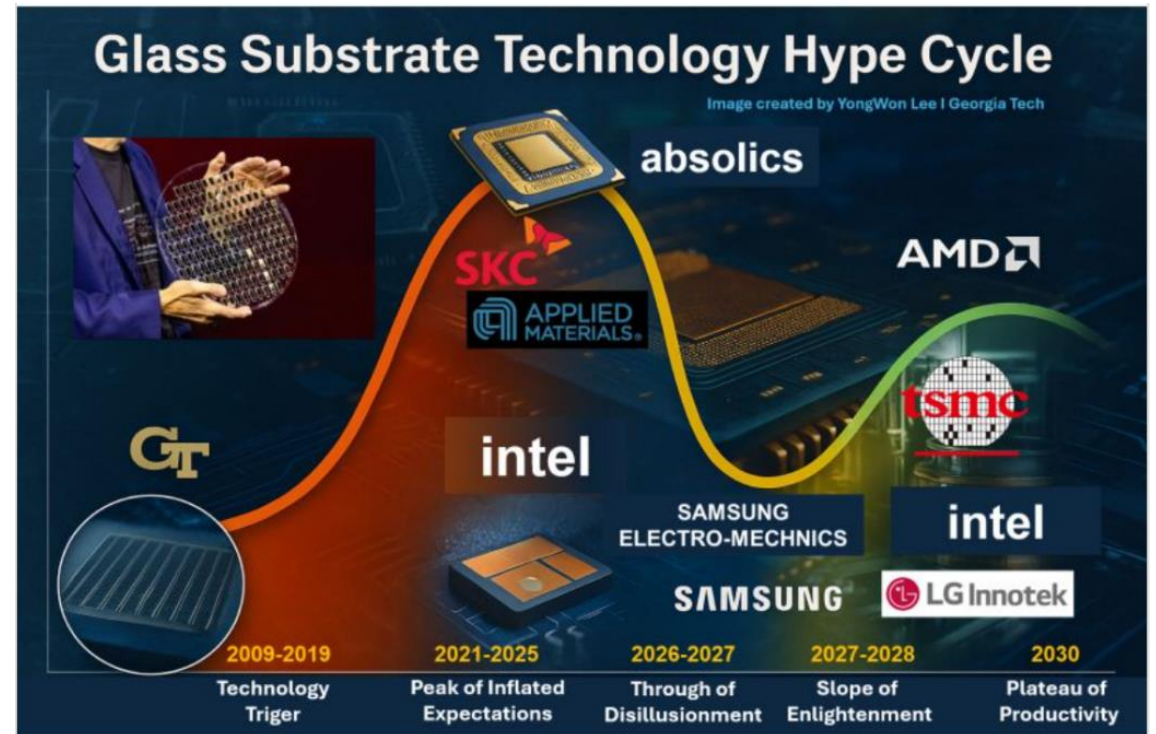 Glass Substrate Technology Hype Cycle
Image created by YongWon Lee I Georgia Tech
absolics
SKC
APPLIED
MATERIALS®
AMD
GT
intel
tsmc
SAMSUNG
ELECTRO-MECHNICS
intel
SAMSUNG
LG Innotek
2009-2019
2021-2025
2026-2027
2027-2028
2030
Technology
Triger
Peak of Inflated
Expectations
Through of
Disillusionment
Slope of
Enlightenment
Plateau of
Productivity